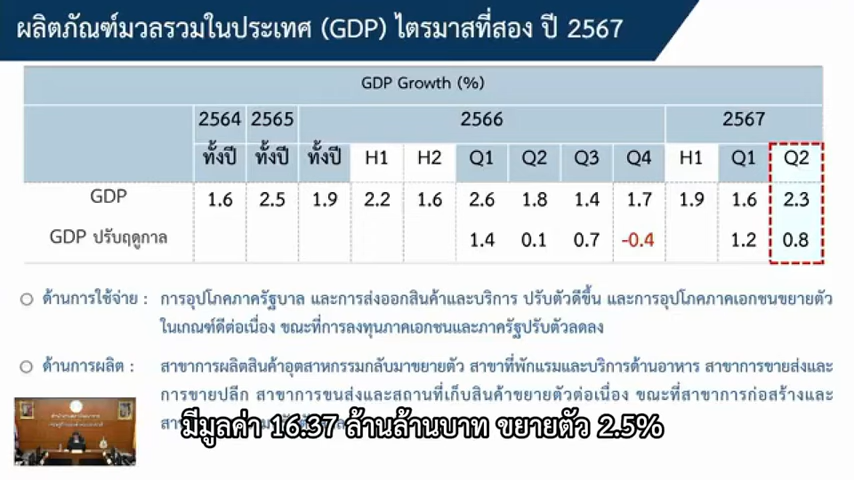 ผลิตภัณฑ์มวลรวมในประเทศ (GDP) ไตรมาสที่สอง ปี 2567
GDP Growth (%)
2564 2565 2566 2567
ทั้งปี ทั้งปี ทั้งปี H1 H2 Q1 Q2 Q3 Q4 H1 Q1 Q2
GDP 1.6 2.5 1.9 2.2 1.6 2.6 1.8 1.4 1.7 1.9 1.6 2.3
GDP ปรับฤดูกาล 1.4 0.1 0.7 -0.4 1.2 0.8
ด้านการใช้จ่าย : การอุปโภคภาครัฐบาล และการส่งออกสินค้าและบริการ ปรับตัวดีขึ้น และการอุปโภคภาคเอกชนขยายตัว
ในเกณฑ์ดีต่อเนื่อง ขณะที่การลงทุนภาคเอกชนและภาครัฐปรับตัวลดลง
ด้านการผลิต : สาขาการผลิตสินค้าอุตสาหกรรมกลับมาขยายตัว สาขาที่พักแรมและบริการด้านอาหาร สาขาการขายส่งและ
การขายปลีก สาขาการขนส่งและสถานที่เก็บสินค้าขยายตัวต่อเนื่อง ขณะที่สาขาการก่อสร้างและ
มีมูลค่า 16.37 ล้านล้านบาท ขยายตัว 2.5%